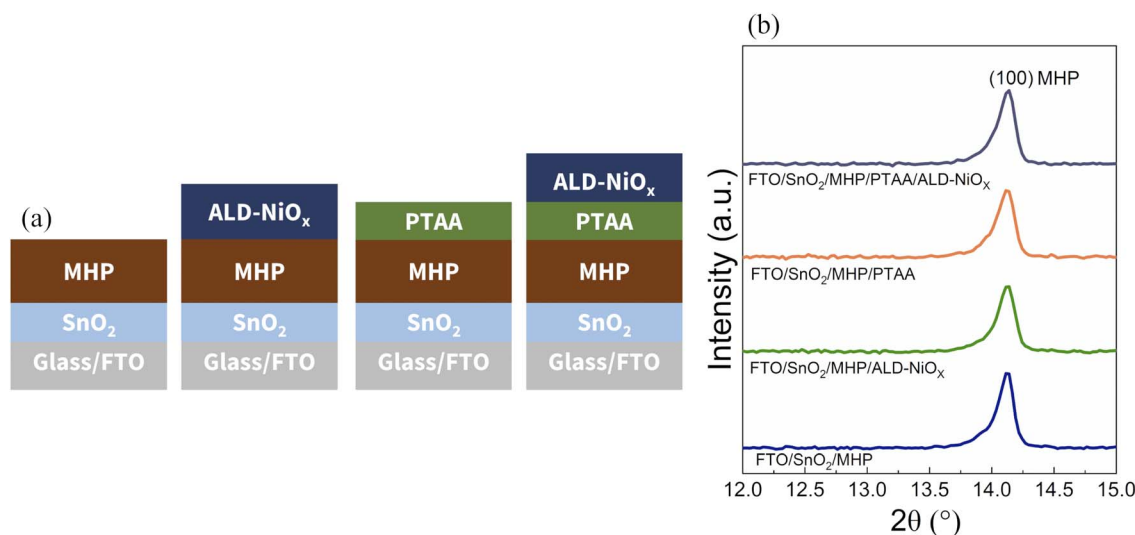 (a)
MHP
SnO₂
Glass/FTO
ALD-NiOₓ
MHP
SnO₂
Glass/FTO
PTAA
MHP
SnO₂
Glass/FTO
ALD-NiOₓ
PTAA
MHP
SnO₂
Glass/FTO
(b)
Intensity (a.u.)
(100) MHP
FTO/SnO₂/MHP/PTAA/ALD-NiOₓ
FTO/SnO₂/MHP/PTAA
FTO/SnO₂/MHP/ALD-NiOₓ
FTO/SnO₂/MHP
12.0 12.5 13.0 13.5 14.0 14.5 15.0
2θ (°)